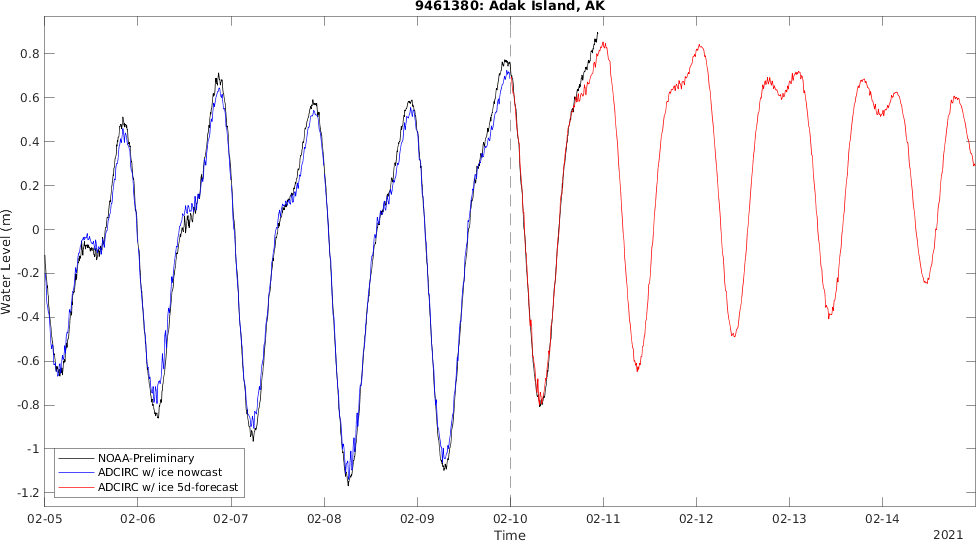 9461380: Adak Island, AK
Water Level (m)
0.8
0.6
0.4
0.2
0
-0.2
-0.4
-0.6
-0.8
-1
-1.2
NOAA-Preliminary
ADCIRC w/ ice nowcast
ADCIRC w/ ice 5d-forecast
02-05 02-06 02-07 02-08 02-09 02-10 02-11 02-12 02-13 02-14
Time
2021